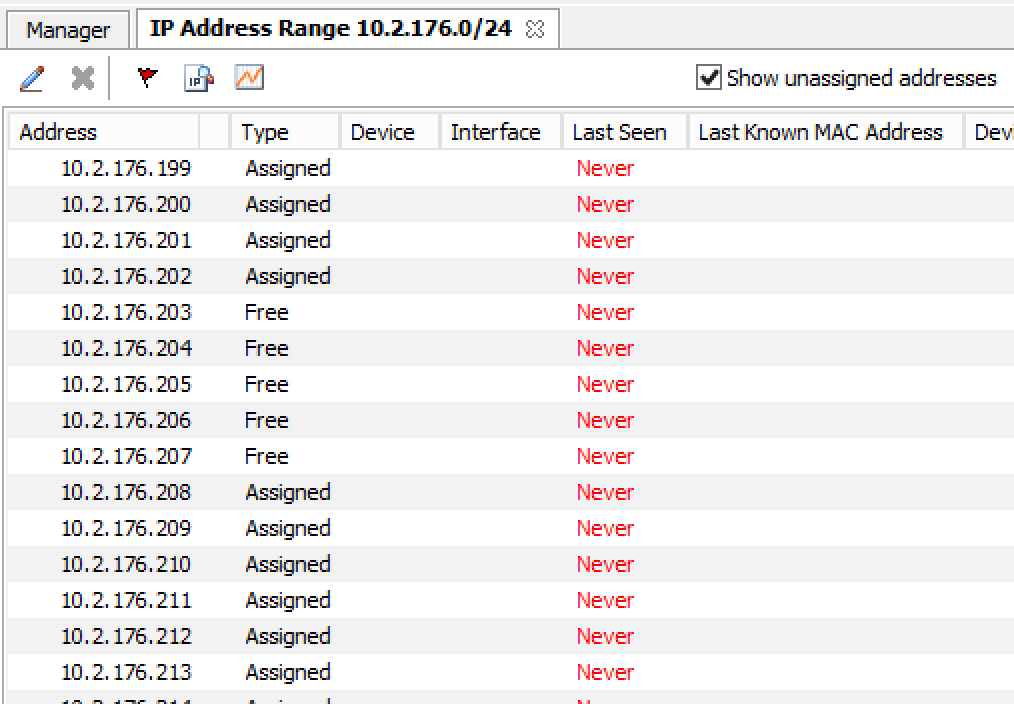 Manager IP Address Range 10.2.176.0/24
IP Show unassigned addresses
Address Type Device Interface Last Seen Last Known MAC Address Devi
10.2.176.199 Assigned Never
10.2.176.200 Assigned Never
10.2.176.201 Assigned Never
10.2.176.202 Assigned Never
10.2.176.203 Free Never
10.2.176.204 Free Never
10.2.176.205 Free Never
10.2.176.206 Free Never
10.2.176.207 Free Never
10.2.176.208 Assigned Never
10.2.176.209 Assigned Never
10.2.176.210 Assigned Never
10.2.176.211 Assigned Never
10.2.176.212 Assigned Never
10.2.176.213 Assigned Never